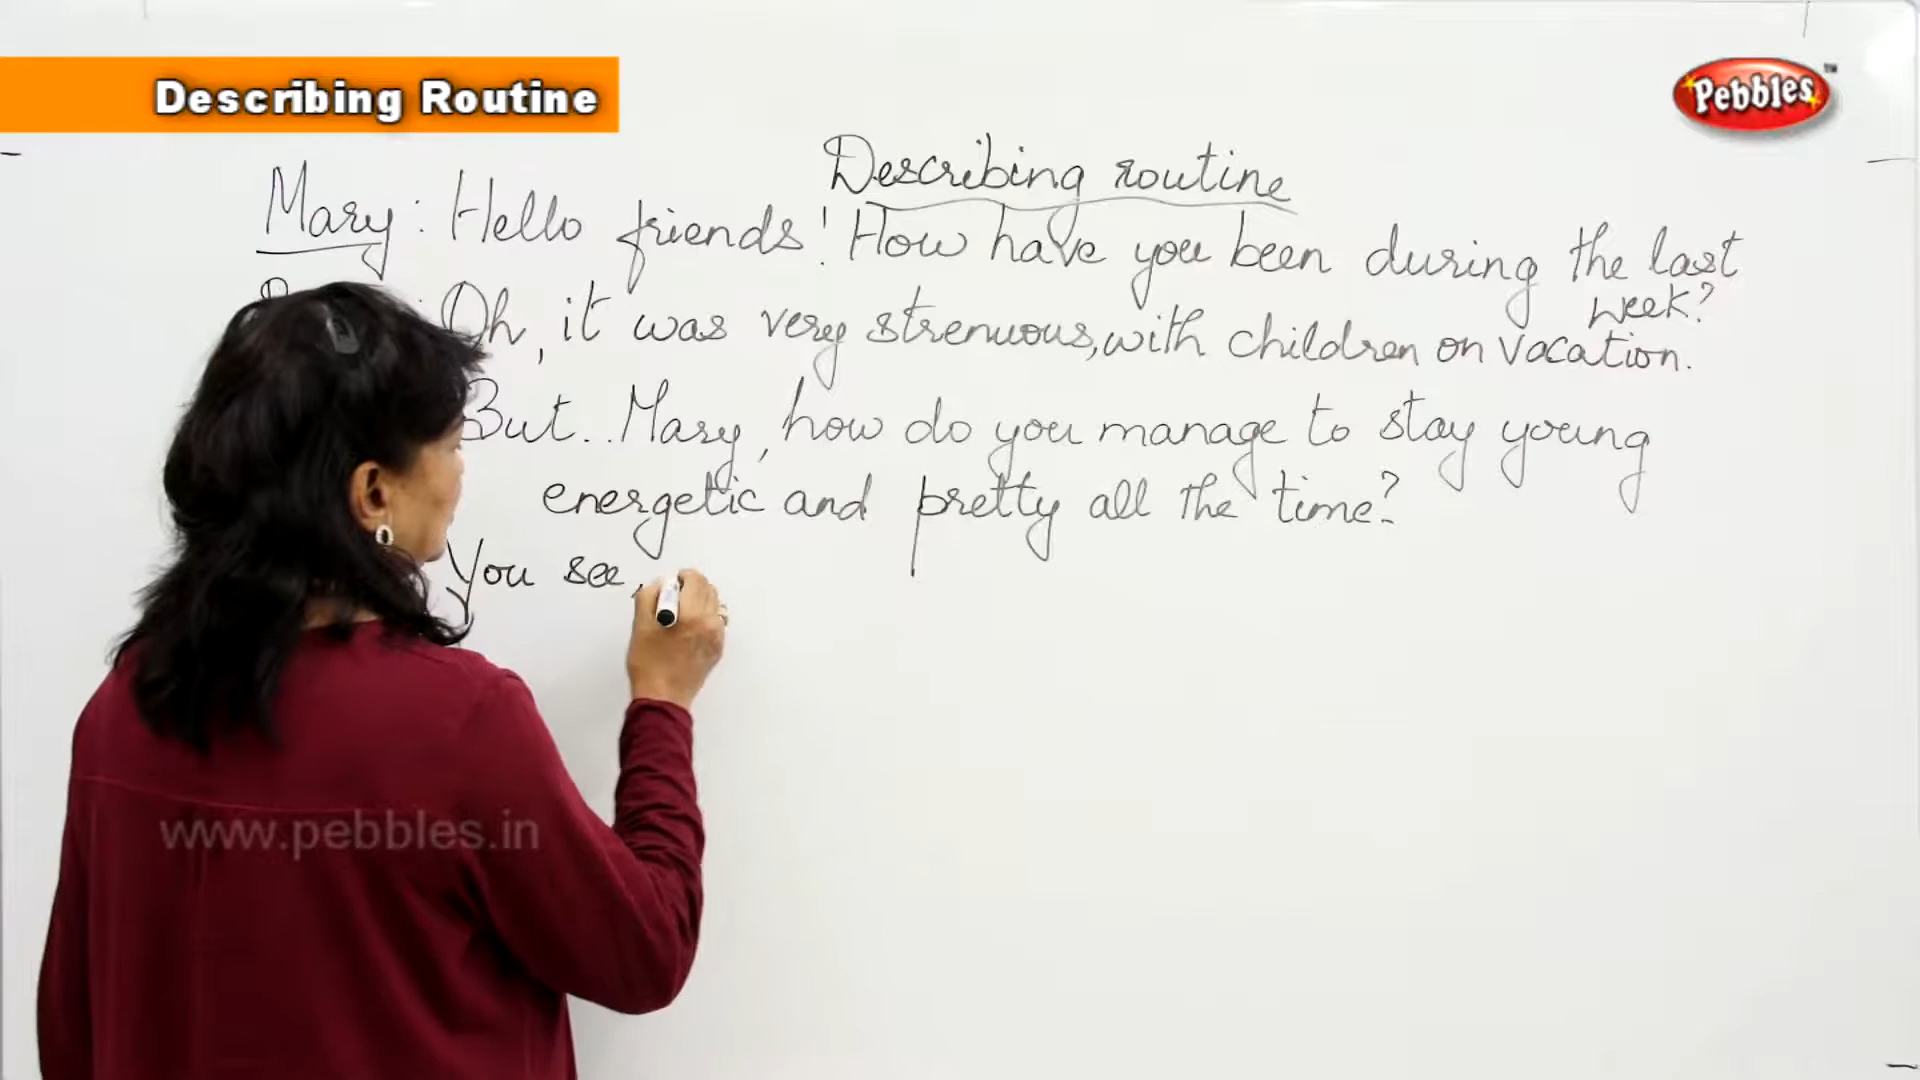 Describing Routine
Pebbles
TM
Describing routine
Mary: Hello friends! How have you been during the last
week?
: Oh, it was very strenuous, with children on vacation.
But.. Mary, how do you manage to stay young
energetic and pretty all the time?
You see,
www.pebbles.in